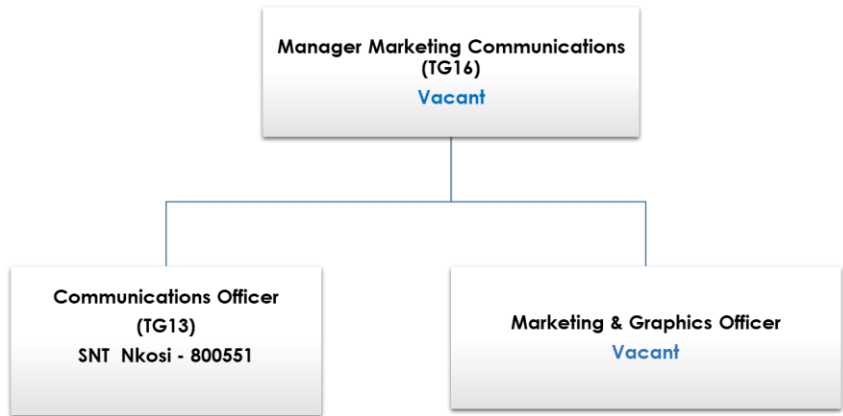 Manager Marketing Communications
(TG16)
Vacant
Communications Officer
(TG13)
SNT Nkosi - 800551
Marketing & Graphics Officer
Vacant